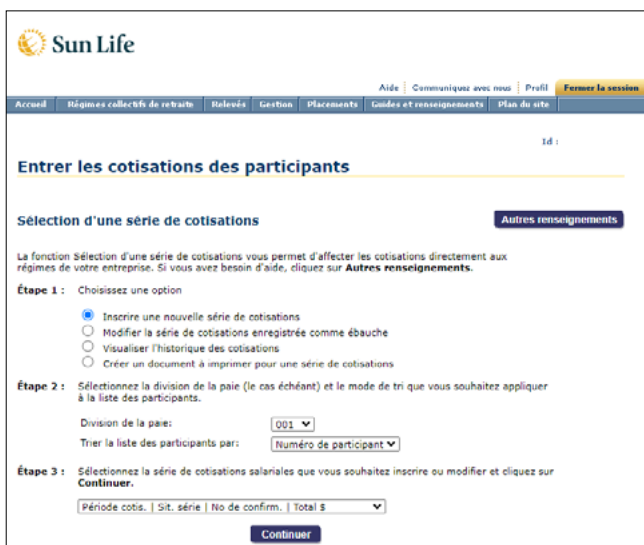 Sun Life
Aide Communiquez avec nous Profil Fermer la session
Accueil Régimes collectifs de retraite Relevés Gestion Placements Guides et renseignements Plan du site
Id :
Entrer les cotisations des participants
Sélection d'une série de cotisations
Autres renseignements
La fonction Sélection d'une série de cotisations vous permet d'affecter les cotisations directement aux
régimes de votre entreprise. Si vous avez besoin d'aide, cliquez sur Autres renseignements.
Étape 1 : Choisissez une option
Inscrire une nouvelle série de cotisations
Modifier la série de cotisations enregistrée comme ébauche
Visualiser l'historique des cotisations
Créer un document à imprimer pour une série de cotisations
Étape 2 : Sélectionnez la division de la paie (le cas échéant) et le mode de tri que vous souhaitez appliquer
à la liste des participants.
Division de la paie: 001
Trier la liste des participants par: Numéro de participant
Étape 3 : Sélectionnez la série de cotisations salariales que vous souhaitez inscrire ou modifier et cliquez sur
Continuer.
Période cotis. | Sit. série | No de confirm. | Total $
Continuer